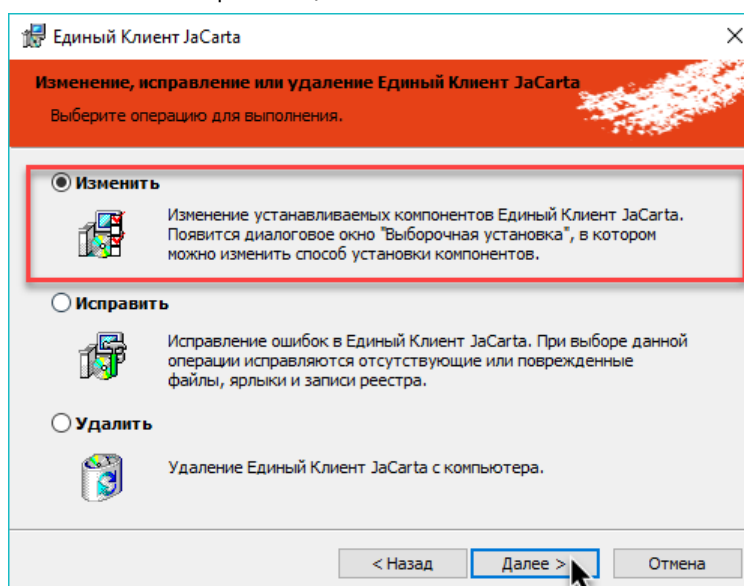 Единый Клиент JaCarta
Изменение, исправление или удаление Единый Клиент JaCarta
Выберите операцию для выполнения.
Изменить
Изменение устанавливаемых компонентов Единый Клиент JaCarta.
Появится диалоговое окно "Выборочная установка", в котором
можно изменить способ установки компонентов.
Исправить
Исправление ошибок в Единый Клиент JaCarta. При выборе данной
операции исправляются отсутствующие или поврежденные
файлы, ярлыки и записи реестра.
Удалить
Удаление Единый Клиент JaCarta с компьютера.
< Назад Далее > Отмена